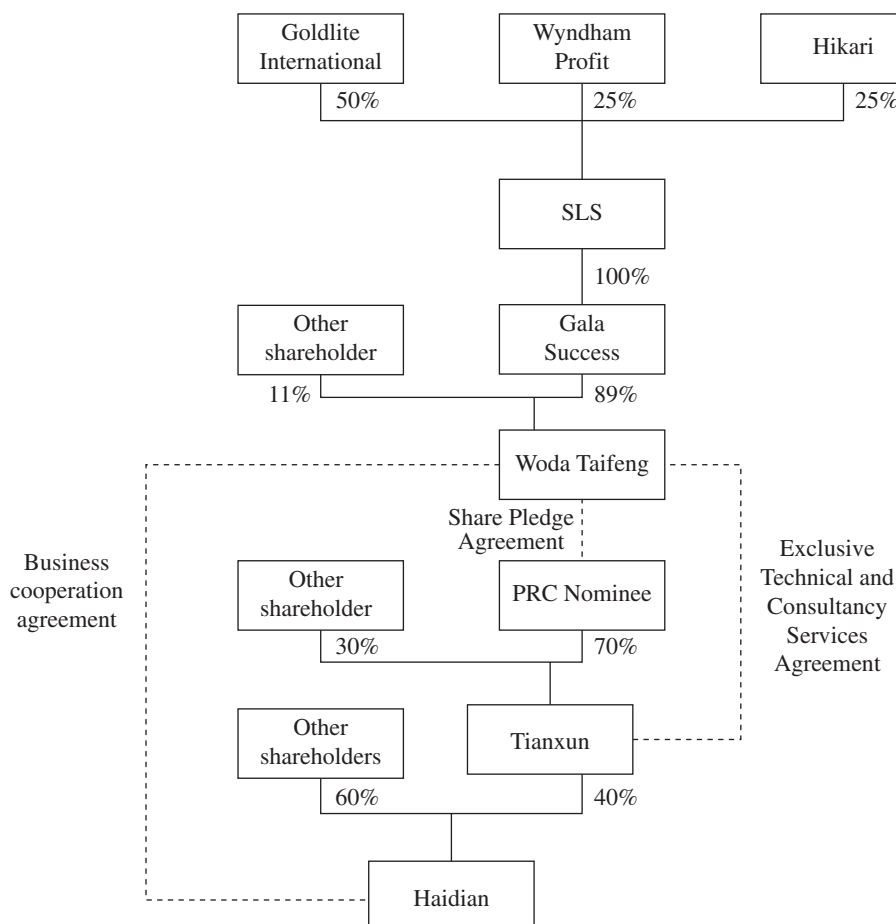 Goldlite
International
Wyndham
Profit
Hikari
50%
25%
25%
SLS
100%
Other
shareholder
Gala
Success
11%
89%
Woda Taifeng
Share Pledge
Agreement
Business
cooperation
agreement
Exclusive
Technical and
Consultancy
Services
Agreement
Other
shareholder
PRC Nominee
30%
70%
Other
shareholders
Tianxun
60%
40%
Haidian